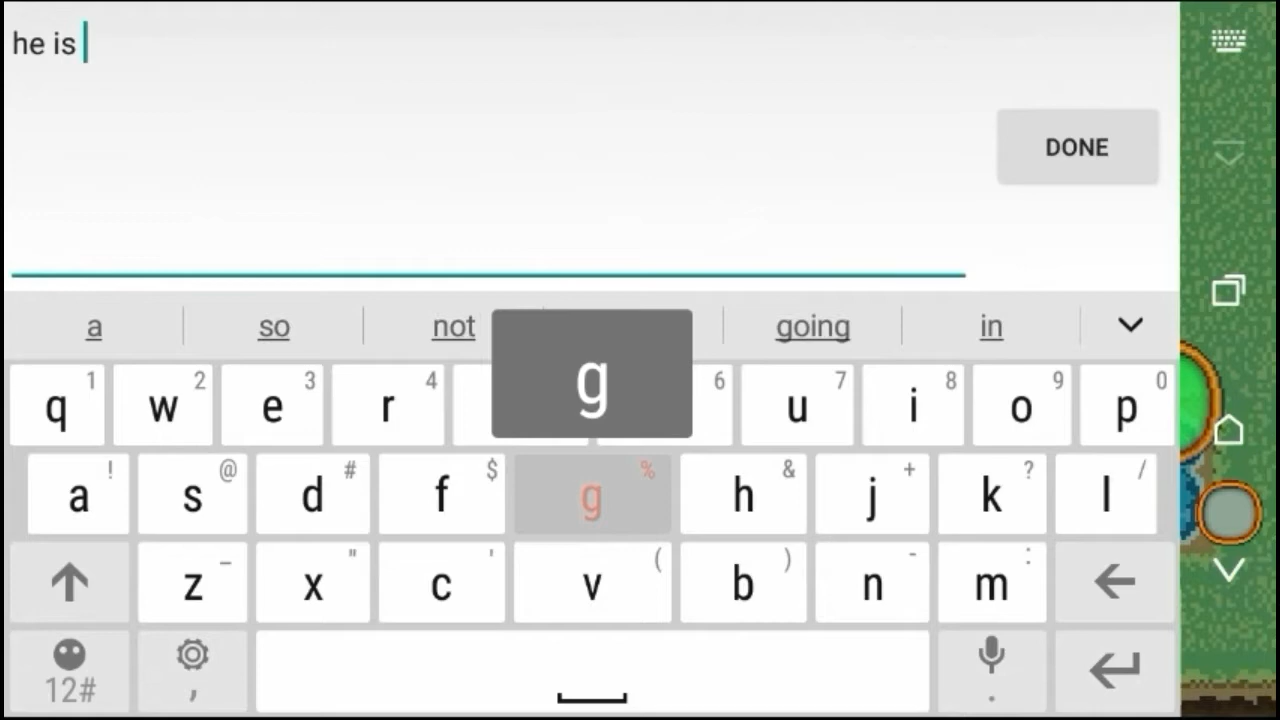 he is
DONE
a so not going in
g
q 1 w 2 e 3 r 4 6 u 7 i 8 o 9 p 0
a ! s @ d # f $ g % h & j + k ? l /
z _ x " c ' v ( b ) n - m :
12# , .